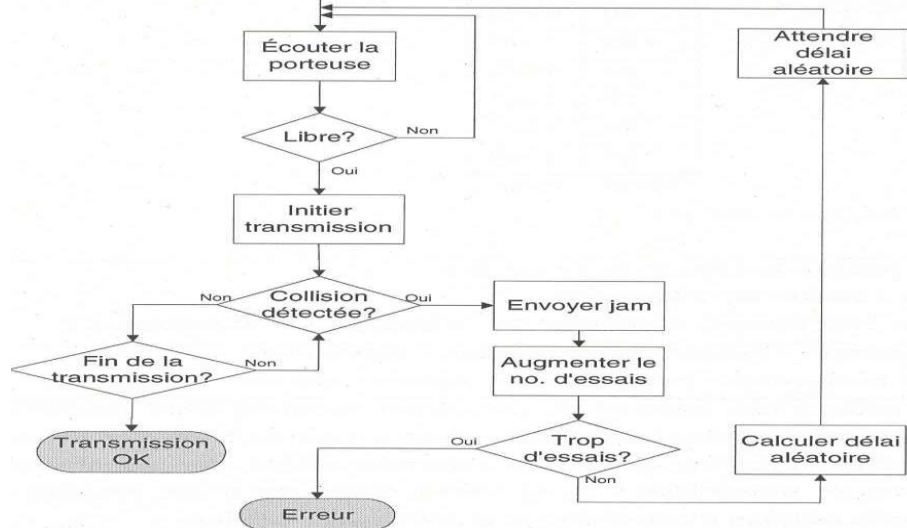 Écouter la
porteuse
Attendre
délai
aléatoire
Libre?
Non
Oui
Initier
transmission
Non
Collision
détectée?
Oui
Envoyer jam
Fin de la
transmission?
Non
Augmenter le
no. d'essais
Transmission
OK
Oui
Trop
d'essais?
Non
Calculer délai
aléatoire
Erreur